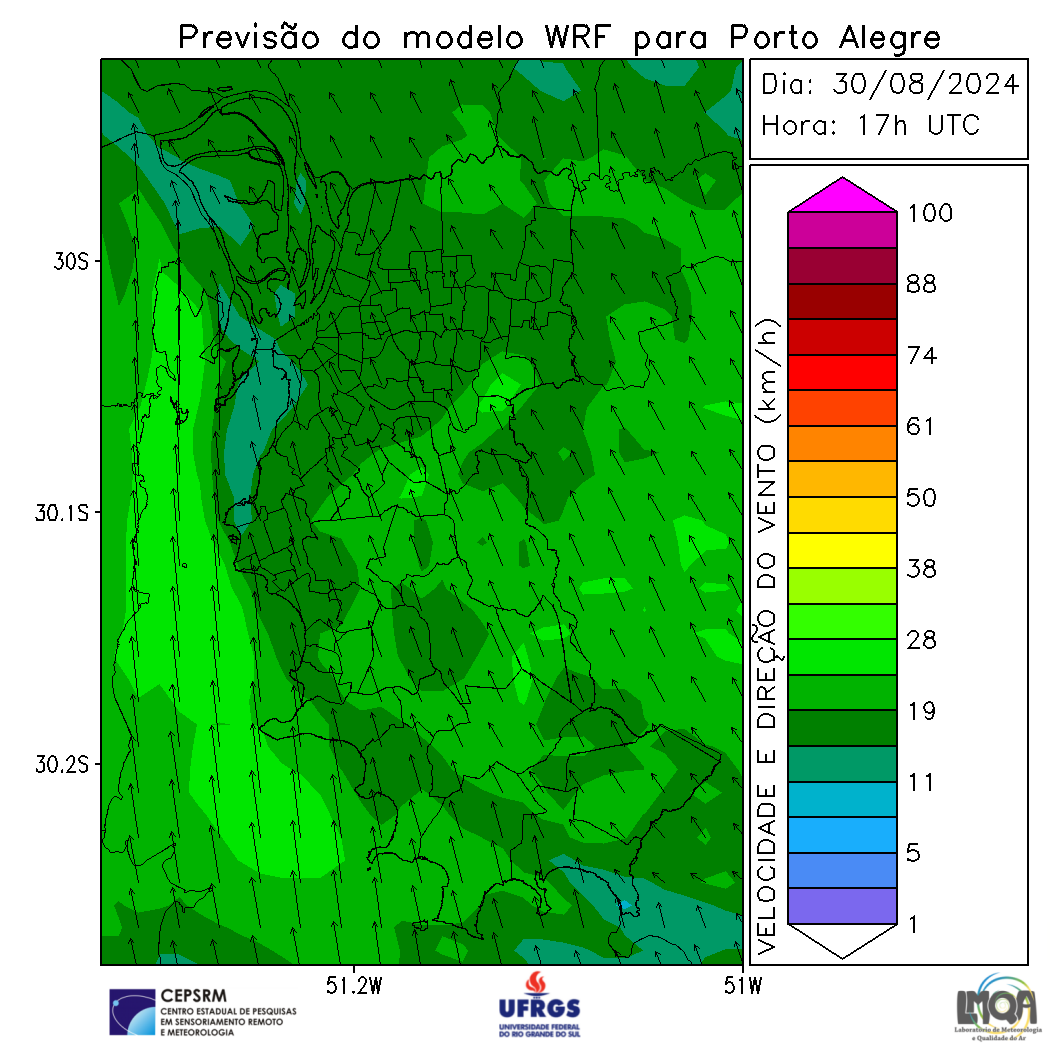 Previsão do modelo WRF para Porto Alegre
Dia: 30/08/2024
Hora: 17h UTC
30S
30.1S
30.2S
51.2W
51W
VELOCIDADE E DIREÇÃO DO VENTO (km/h)
100
88
74
61
50
38
28
19
11
5
1
CEPSRM
CENTRO ESTADUAL DE PESQUISAS
EM SENSORIAMENTO REMOTO
E METEOROLOGIA
UFRGS
UNIVERSIDADE FEDERAL
DO RIO GRANDE DO SUL
LMQA
Laboratório de Meteorologia
e Qualidade do Ar